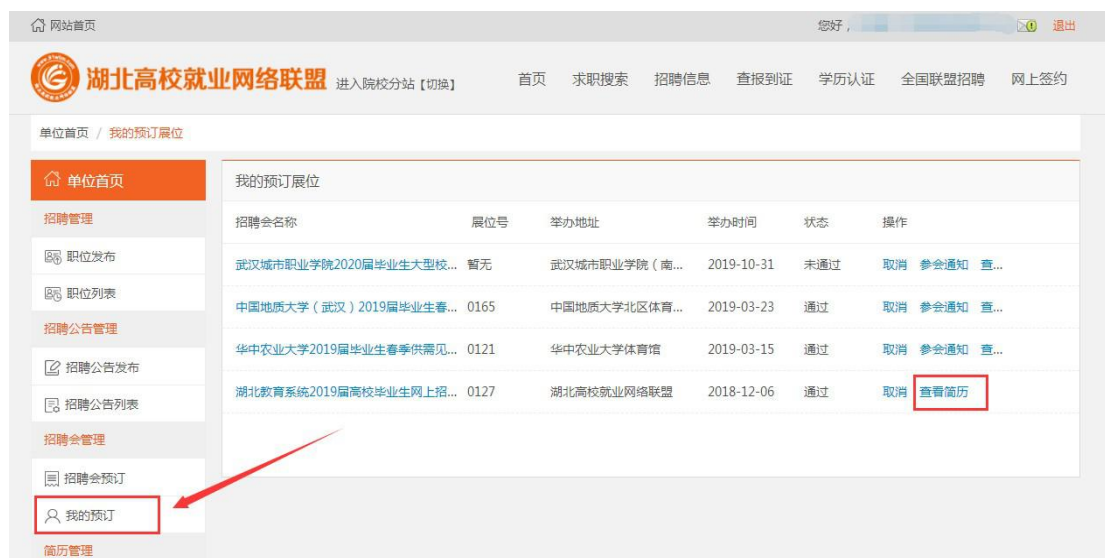 网站首页 您好， 退出
湖北高校就业网络联盟 进入院校分站【切换】 首页 求职搜索 招聘信息 查报到证 学历认证 全国联盟招聘 网上签约
单位首页 / 我的预订展位
单位首页
招聘管理
职位发布
职位列表
招聘公告管理
招聘公告发布
招聘公告列表
招聘会管理
招聘会预订
我的预订
简历管理
我的预订展位
招聘会名称 展位号 举办地址 举办时间 状态 操作
武汉城市职业学院2020届毕业生大型校... 暂无 武汉城市职业学院（南... 2019-10-31 未通过 取消 参会通知 查...
中国地质大学（武汉）2019届毕业生春... 0165 中国地质大学北区体育... 2019-03-23 通过 取消 参会通知 查...
华中农业大学2019届毕业生春季供需见... 0121 华中农业大学体育馆 2019-03-15 通过 取消 参会通知 查...
湖北教育系统2019届高校毕业生网上招... 0127 湖北高校就业网络联盟 2018-12-06 通过 取消 查看简历